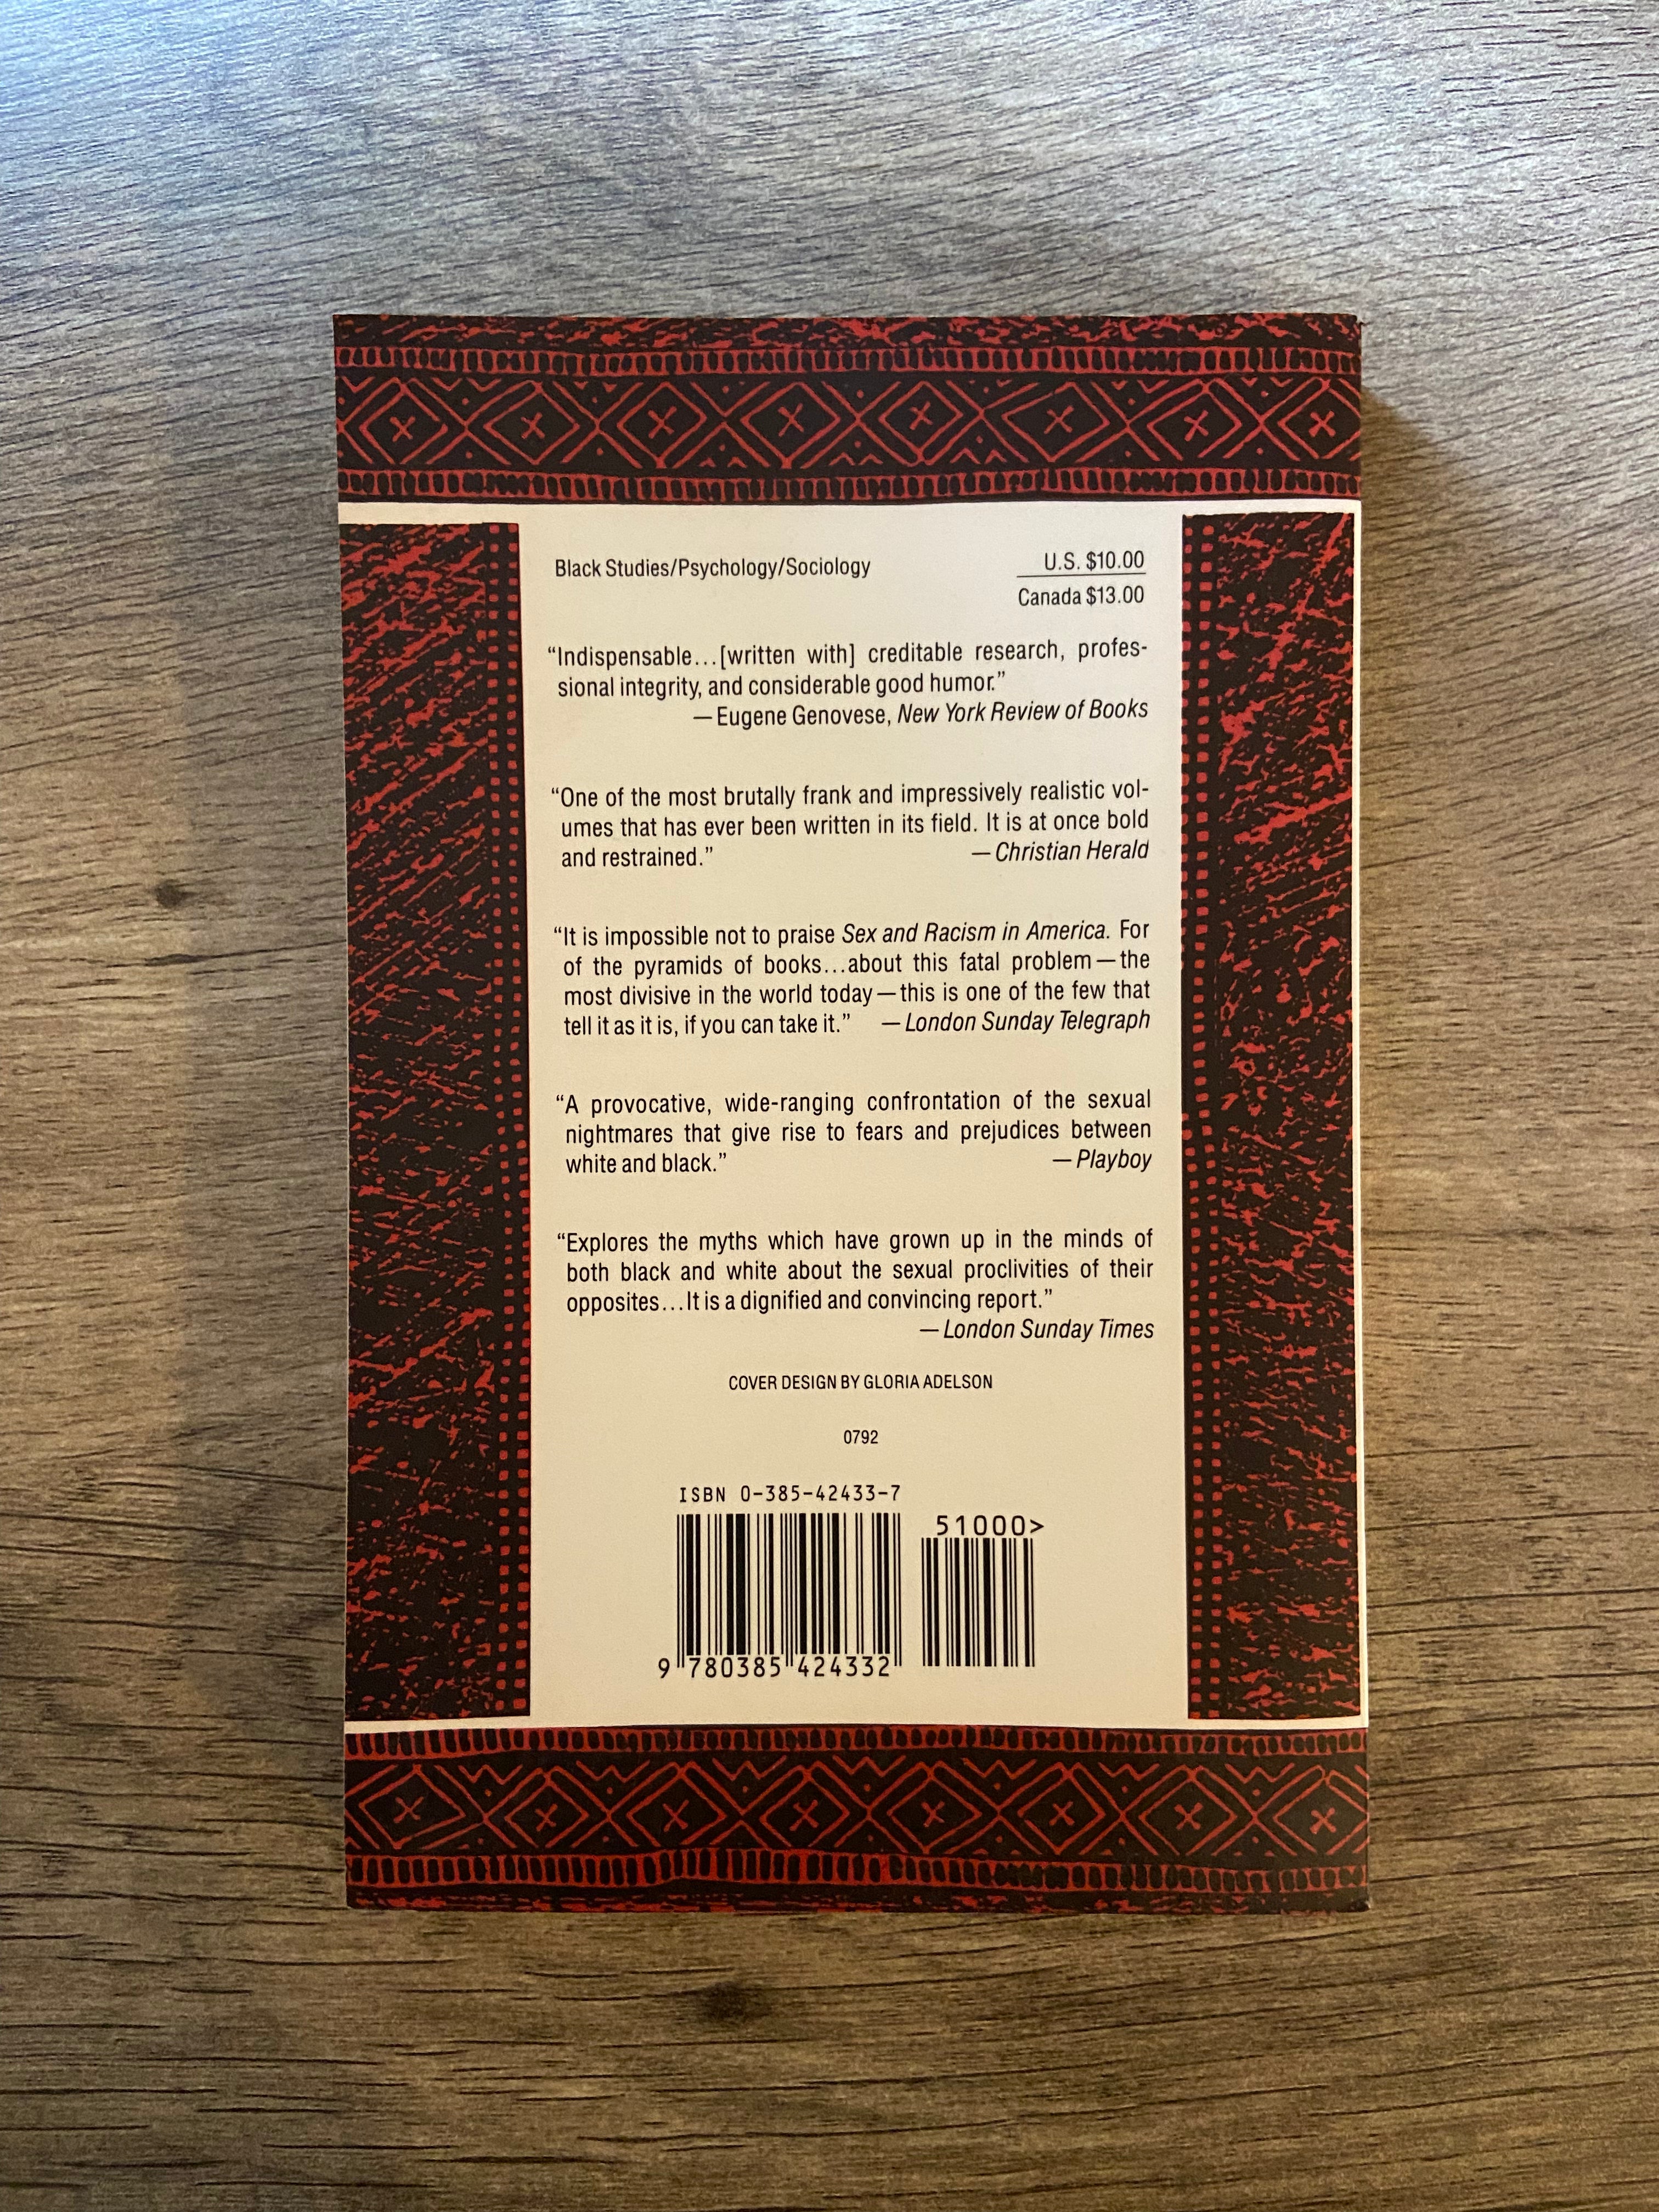 Black Studies/Psychology/Sociology
U.S. $10.00
Canada $13.00
“Indispensable...[written with] creditable research, profes-
sional integrity, and considerable good humor.”
— Eugene Genovese, New York Review of Books
“One of the most brutally frank and impressively realistic vol-
umes that has ever been written in its field. It is at once bold
and restrained.” — Christian Herald
“It is impossible not to praise Sex and Racism in America. For
of the pyramids of books...about this fatal problem — the
most divisive in the world today — this is one of the few that
tell it as it is, if you can take it.” — London Sunday Telegraph
“A provocative, wide-ranging confrontation of the sexual
nightmares that give rise to fears and prejudices between
white and black.” — Playboy
“Explores the myths which have grown up in the minds of
both black and white about the sexual proclivities of their
opposites...It is a dignified and convincing report.”
— London Sunday Times
COVER DESIGN BY GLORIA ADELSON
0792
ISBN 0-385-42433-7
51000>
9 780385 424332